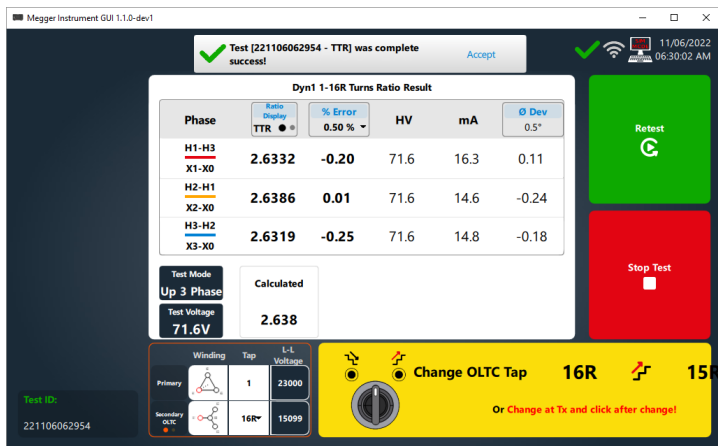 Megger Instrument GUI 1.1.0-dev1
Test [221106062954 - TTR] was complete
success!
Accept
11/06/2022
06:30:02 AM
Dyn1 1-16R Turns Ratio Result
Phase
Ratio
Display
TTR
% Error
0.50 %
HV
mA
Ø Dev
0.5°
H1-H3
X1-X0
2.6332
-0.20
71.6
16.3
0.11
H2-H1
X2-X0
2.6386
0.01
71.6
14.6
-0.24
H3-H2
X3-X0
2.6319
-0.25
71.6
14.8
-0.18
Retest
Stop Test
Test Mode
Up 3 Phase
Test Voltage
71.6V
Calculated
2.638
Winding
Tap
L-L
Voltage
Primary
1
23000
Secondary
OLTC
16R
15099
Change OLTC Tap
16R
15R
Or Change at Tx and click after change!
Test ID:
221106062954